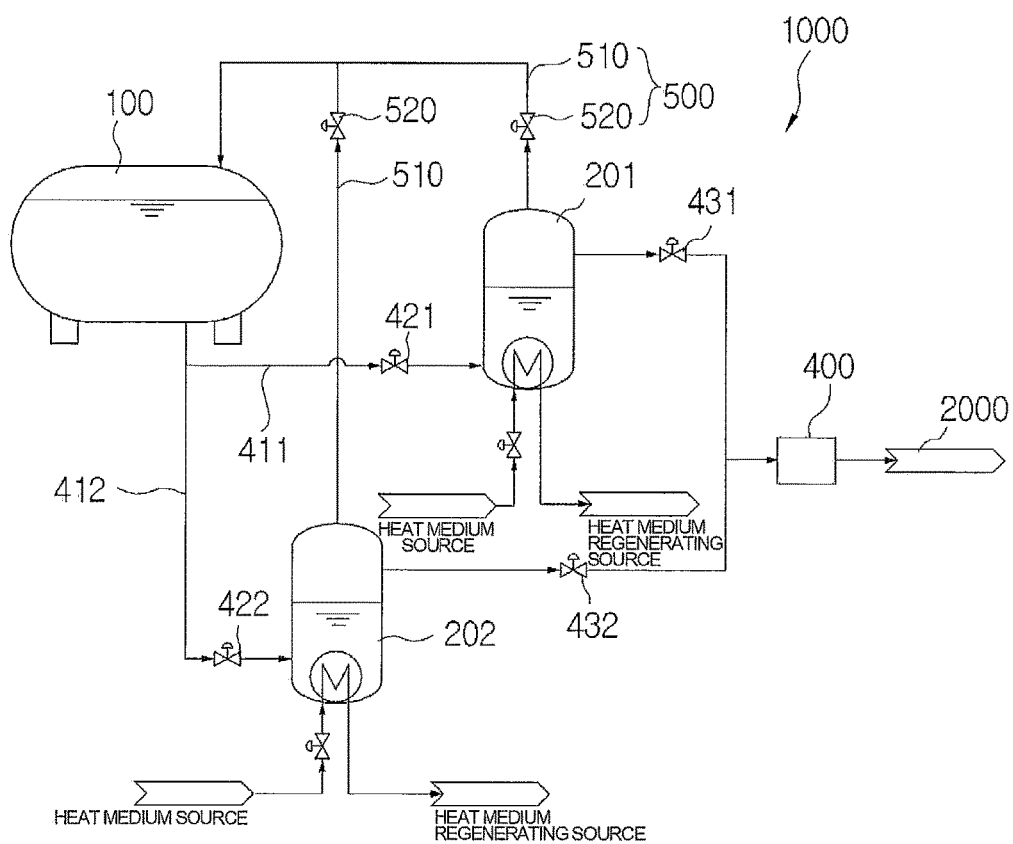 1000
510
500
520
520
100
510
201
431
421
411
400
2000
412
HEAT MEDIUM
SOURCE
HEAT MEDIUM
REGENERATING
SOURCE
422
202
432
HEAT MEDIUM SOURCE
HEAT MEDIUM
REGENERATING SOURCE